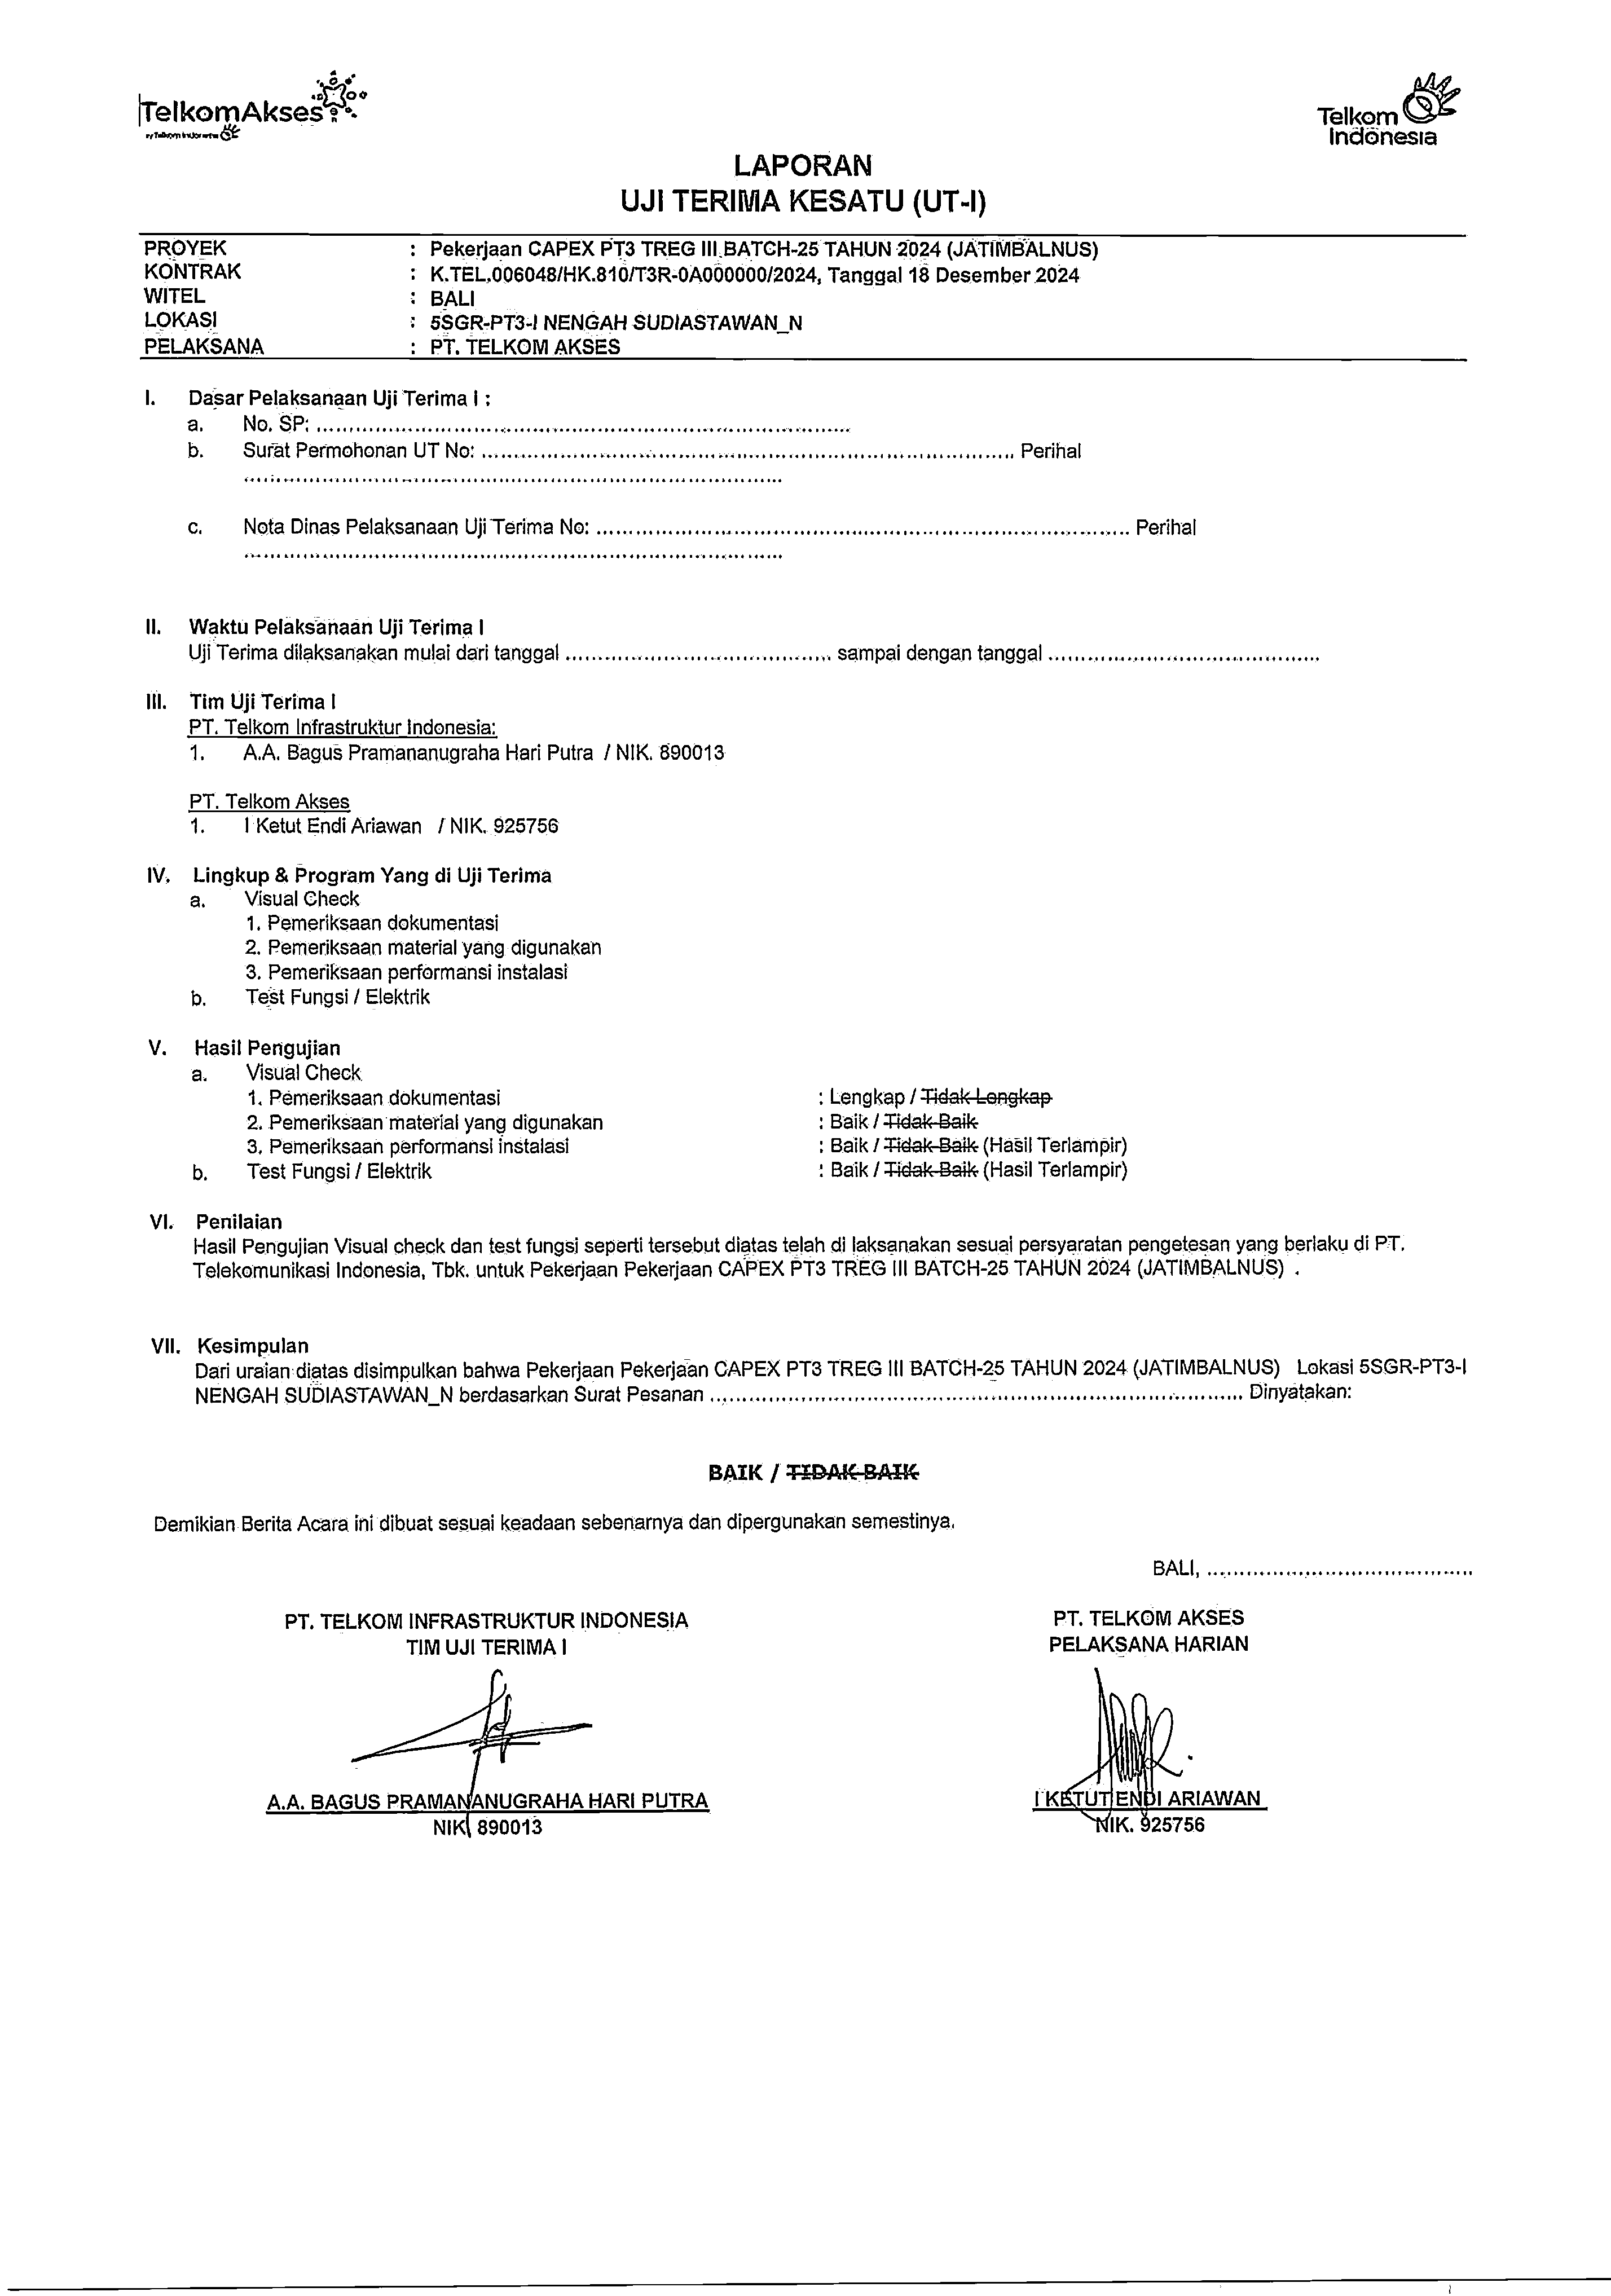 TelkomAkses
by Telkom Indonesia
Telkom
Indonesia
LAPORAN
UJI TERIMA KESATU (UT-I)
PROYEK : Pekerjaan CAPEX PT3 TREG III BATCH-25 TAHUN 2024 (JATIMBALNUS)
KONTRAK : K.TEL.006048/HK.810/T3R-0A000000/2024, Tanggal 18 Desember 2024
WITEL : BALI
LOKASI : 5SGR-PT3-I NENGAH SUDIASTAWAN_N
PELAKSANA : PT. TELKOM AKSES
I. Dasar Pelaksanaan Uji Terima I :
a. No. SP: ....................................................................................
b. Surat Permohonan UT No: .................................................................................... Perihal
....................................................................................
c. Nota Dinas Pelaksanaan Uji Terima No: .................................................................................... Perihal
....................................................................................
II. Waktu Pelaksanaan Uji Terima I
Uji Terima dilaksanakan mulai dari tanggal .......................................... sampai dengan tanggal ..........................................
III. Tim Uji Terima I
PT. Telkom Infrastruktur Indonesia:
1. A.A. Bagus Pramananugraha Hari Putra / NIK. 890013
PT. Telkom Akses
1. I Ketut Endi Ariawan / NIK. 925756
IV. Lingkup & Program Yang di Uji Terima
a. Visual Check
1. Pemeriksaan dokumentasi
2. Pemeriksaan material yang digunakan
3. Pemeriksaan performansi instalasi
b. Test Fungsi / Elektrik
V. Hasil Pengujian
a. Visual Check
1. Pemeriksaan dokumentasi : Lengkap / Tidak Lengkap
2. Pemeriksaan material yang digunakan : Baik / Tidak Baik
3. Pemeriksaan performansi instalasi : Baik / Tidak Baik (Hasil Terlampir)
b. Test Fungsi / Elektrik : Baik / Tidak Baik (Hasil Terlampir)
VI. Penilaian
Hasil Pengujian Visual check dan test fungsi seperti tersebut diatas telah di laksanakan sesuai persyaratan pengetesan yang berlaku di PT.
Telekomunikasi Indonesia, Tbk. untuk Pekerjaan Pekerjaan CAPEX PT3 TREG III BATCH-25 TAHUN 2024 (JATIMBALNUS) .
VII. Kesimpulan
Dari uraian diatas disimpulkan bahwa Pekerjaan Pekerjaan CAPEX PT3 TREG III BATCH-25 TAHUN 2024 (JATIMBALNUS) Lokasi 5SGR-PT3-I
NENGAH SUDIASTAWAN_N berdasarkan Surat Pesanan .................................................................................... Dinyatakan:
BAIK / TIDAK BAIK
Demikian Berita Acara ini dibuat sesuai keadaan sebenarnya dan dipergunakan semestinya.
BALI, ..........................................
PT. TELKOM INFRASTRUKTUR INDONESIA
TIM UJI TERIMA I
A.A. BAGUS PRAMANANUGRAHA HARI PUTRA
NIK. 890013
PT. TELKOM AKSES
PELAKSANA HARIAN
I KETUT ENDI ARIAWAN
NIK. 925756